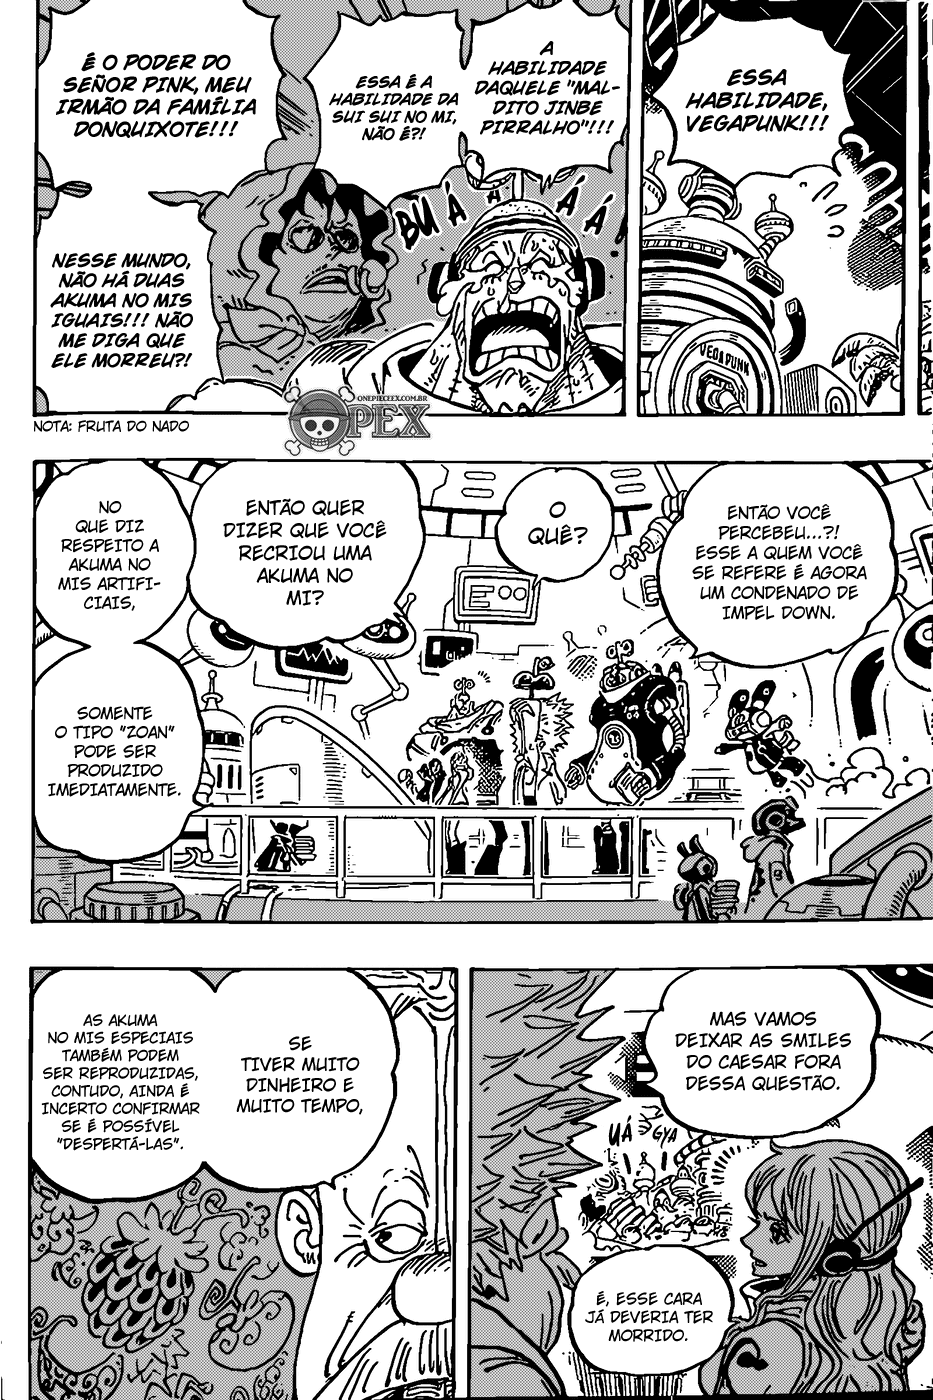 ESSA
HABILIDADE,
VEGAPUNK!!!
VEGAPUNK
A
HABILIDADE
DAQUELE "MAL-
DITO JINBE
PIRRALHO"!!!
ESSA É A
HABILIDADE DA
SUI SUI NO MI,
NÃO É?!
É O PODER DO
SEÑOR PINK, MEU
IRMÃO DA FAMÍLIA
DONQUIXOTE!!!
BUÁÁÁÁ!
NESSE MUNDO,
NÃO HÁ DUAS
AKUMA NO MIS
IGUAIS!!! NÃO
ME DIGA QUE
ELE MORREU?!
NOTA: FRUTA DO NADO
ONEPIECEEX.COM.BR
OPEX
ENTÃO VOCÊ
PERCEBEU...?!
ESSE A QUEM VOCÊ
SE REFERE É AGORA
UM CONDENADO DE
IMPEL DOWN.
O
QUÊ?
ENTÃO QUER
DIZER QUE VOCÊ
RECRIOU UMA
AKUMA NO
MI?
NO
QUE DIZ
RESPEITO A
AKUMA NO
MIS ARTIFI-
CIAIS,
SOMENTE
O TIPO "ZOAN"
PODE SER
PRODUZIDO
IMEDIATAMENTE.
MAS VAMOS
DEIXAR AS SMILES
DO CAESAR FORA
DESSA QUESTÃO.
UÁ GYA
É, ESSE CARA
JÁ DEVERIA TER
MORRIDO.
SE
TIVER MUITO
DINHEIRO E
MUITO TEMPO,
AS AKUMA
NO MIS ESPECIAIS
TAMBÉM PODEM
SER REPRODUZIDAS,
CONTUDO, AINDA É
INCERTO CONFIRMAR
SE É POSSÍVEL
"DESPERTÁ-LAS".